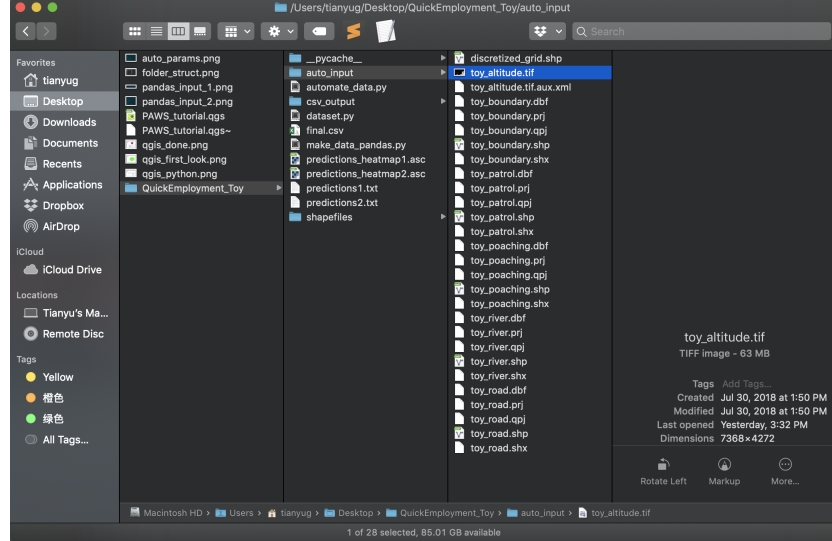 /Users/tianyug/Desktop/QuickEmployment_Toy/auto_input
Search
Favorites
tianyug
Desktop
Downloads
Documents
Recents
Applications
Dropbox
AirDrop
iCloud
iCloud Drive
Locations
Tianyu's Ma...
Remote Disc
Tags
Yellow
橙色
绿色
All Tags...
auto_params.png
folder_struct.png
pandas_input_1.png
pandas_input_2.png
PAWS_tutorial.qgs
PAWS_tutorial.qgs~
qgis_done.png
qgis_first_look.png
qgis_python.png
QuickEmployment_Toy
__pycache__
auto_input
automate_data.py
csv_output
dataset.py
final.csv
make_data_pandas.py
predictions_heatmap1.asc
predictions_heatmap2.asc
predictions1.txt
predictions2.txt
shapefiles
discretized_grid.shp
toy_altitude.tif
toy_altitude.tif.aux.xml
toy_boundary.dbf
toy_boundary.prj
toy_boundary.qpj
toy_boundary.shp
toy_boundary.shx
toy_patrol.dbf
toy_patrol.prj
toy_patrol.qpj
toy_patrol.shp
toy_patrol.shx
toy_poaching.dbf
toy_poaching.prj
toy_poaching.qpj
toy_poaching.shp
toy_poaching.shx
toy_river.dbf
toy_river.prj
toy_river.qpj
toy_river.shp
toy_river.shx
toy_road.dbf
toy_road.prj
toy_road.qpj
toy_road.shp
toy_road.shx
toy_altitude.tif
TIFF image - 63 MB
Tags Add Tags...
Created Jul 30, 2018 at 1:50 PM
Modified Jul 30, 2018 at 1:50 PM
Last opened Yesterday, 3:32 PM
Dimensions 7368×4272
Rotate Left Markup More...
Macintosh HD › Users › tianyug › Desktop › QuickEmployment_Toy › auto_input › toy_altitude.tif
1 of 28 selected, 85.01 GB available